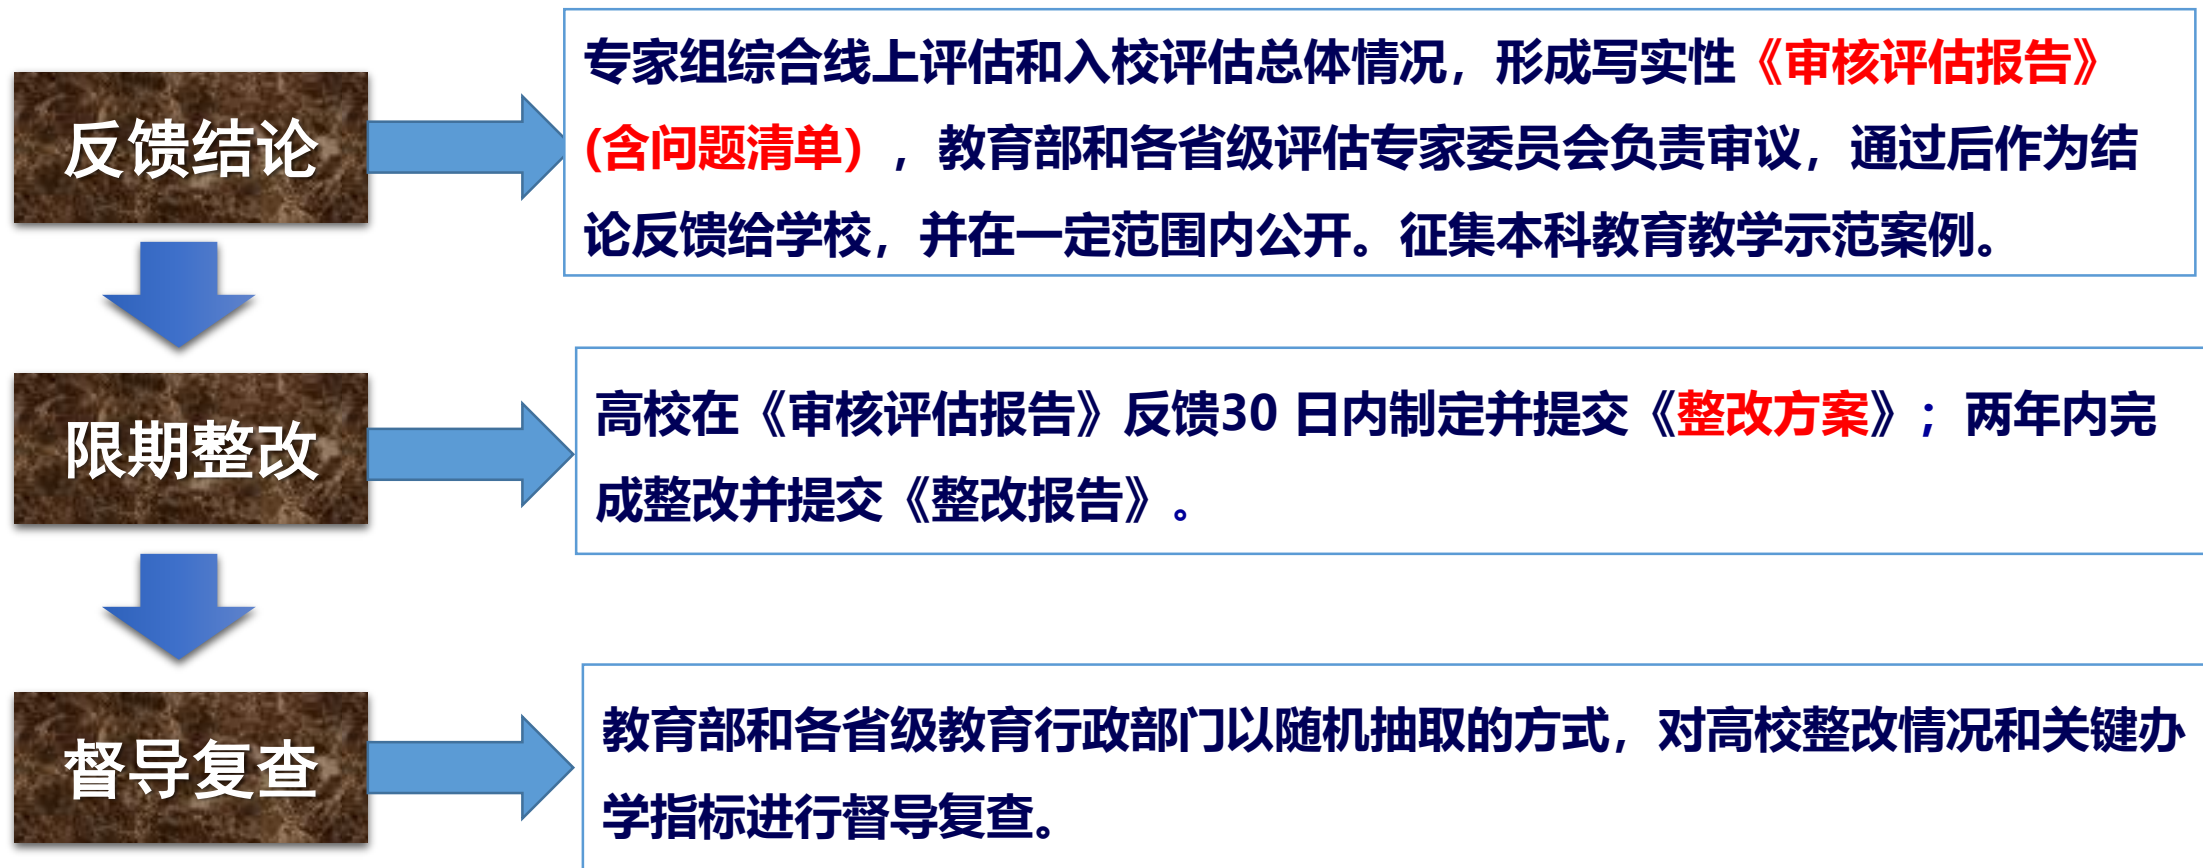 反馈结论
专家组综合线上评估和入校评估总体情况，形成写实性《审核评估报告》
(含问题清单)，教育部和各省级评估专家委员会负责审议，通过后作为结
论反馈给学校，并在一定范围内公开。征集本科教育教学示范案例。
限期整改
高校在《审核评估报告》反馈30 日内制定并提交《整改方案》；两年内完
成整改并提交《整改报告》。
督导复查
教育部和各省级教育行政部门以随机抽取的方式，对高校整改情况和关键办
学指标进行督导复查。